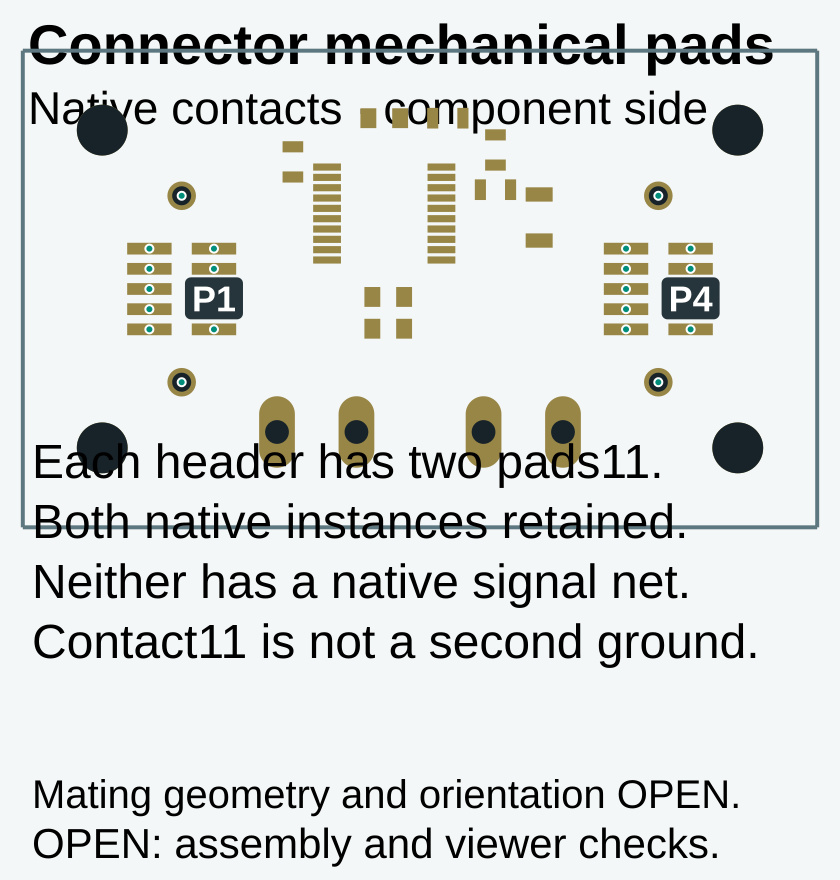 Connector mechanical pads
Native contacts · component side
P1
P4
Each header has two pads11.
Both native instances retained.
Neither has a native signal net.
Contact11 is not a second ground.
Mating geometry and orientation OPEN.
OPEN: assembly and viewer checks.